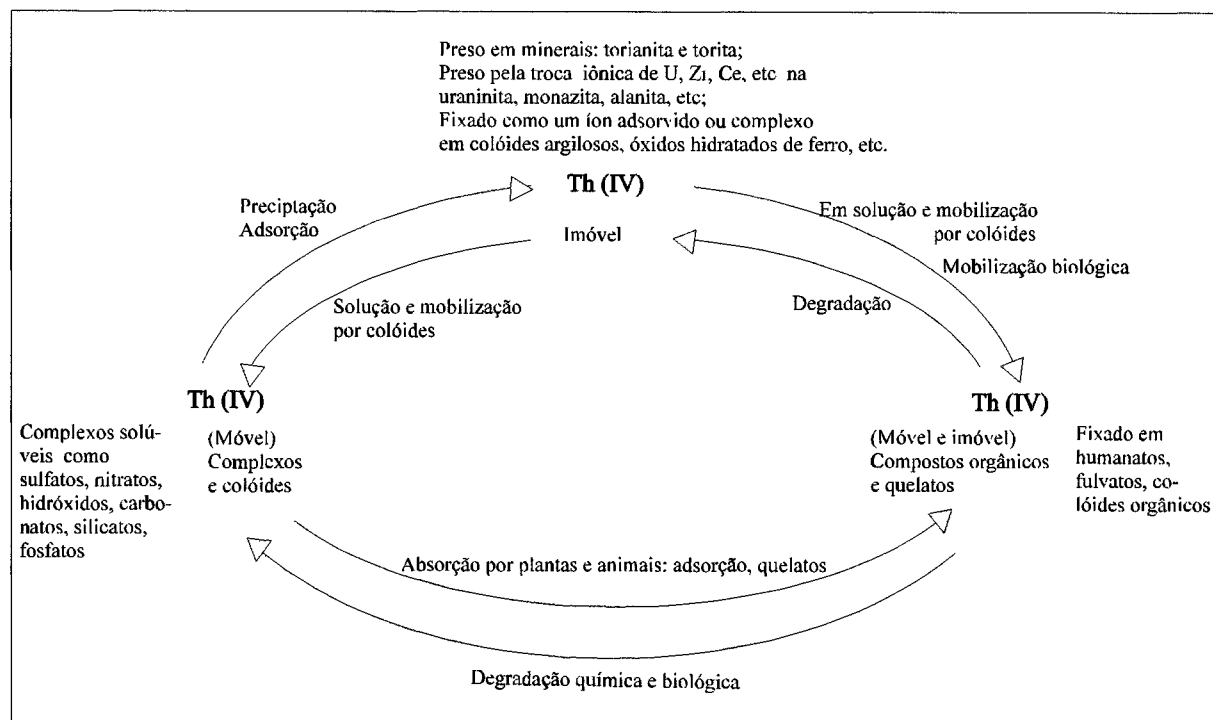 Preso em minerais: torianita e torita;
Preso pela troca iônica de U, Zr, Ce, etc na
uraninita, monazita, alanita, etc;
Fixado como um íon adsorvido ou complexo
em colóides argilosos, óxidos hidratados de ferro, etc.
Th (IV)
Imóvel
Preciptação
Adsorção
Em solução e mobilização
por colóides
Mobilização biológica
Solução e mobilização
por colóides
Degradação
Th (IV)
(Móvel)
Complexos
e colóides
Complexos solú-
veis como
sulfatos, nitratos,
hidróxidos, carbo-
natos, silicatos,
fosfatos
Th (IV)
(Móvel e imóvel)
Compostos orgânicos
e quelatos
Fixado em
humanatos,
fulvatos, co-
lóides orgânicos
Absorção por plantas e animais: adsorção, quelatos
Degradação química e biológica